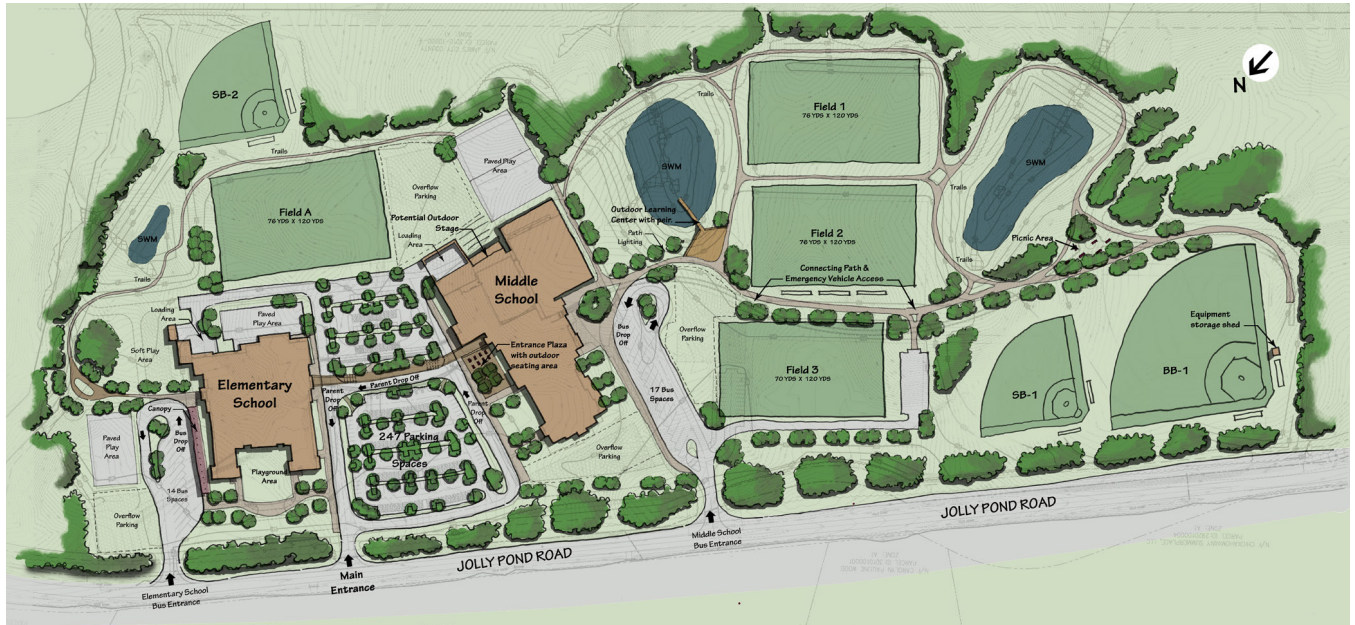 SB-2
Trails
SWM
Trails
Field A
76 YDS X 120 YDS
Overflow
Parking
Paved Play
Area
Potential Outdoor
Stage
Loading
Area
Middle
School
Entrance Plaza
with outdoor
seating area
Loading
Area
Paved
Play Area
Soft Play
Area
Elementary
School
Canopy
Bus
Drop
Off
Paved
Play
Area
14 Bus
Spaces
Overflow
Parking
Playground
Area
Parent
Drop
Off
Parent Drop Off
Parent
Drop
Off
247 Parking
Spaces
Overflow
Parking
Elementary School
Bus Entrance
Main
Entrance
JOLLY POND ROAD
Middle School
Bus Entrance
JOLLY POND ROAD
SWM
Trails
Outdoor Learning
Center with peir.
Path
Lighting
Bus
Drop
Off
17 Bus
Spaces
Overflow
Parking
Field 1
76 YDS X 120 YDS
Field 2
76 YDS X 120 YDS
Connecting Path &
Emergency Vehicle Access
Field 3
70 YDS X 120 YDS
Trails
SWM
Trails
Picnic Area
SB-1
BB-1
Equipment
storage shed
N